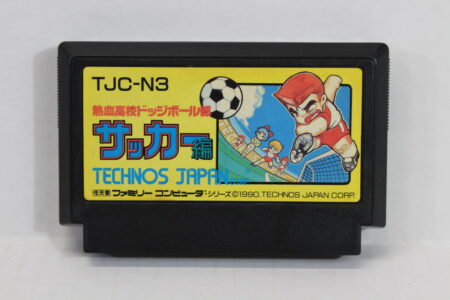 TJC-N3
熱血高校ドッジボール部
サッカー編
TECHNOS JAPAN CORP.
任天堂 ファミリー コンピュータ シリーズ ©1990. TECHNOS JAPAN CORP.